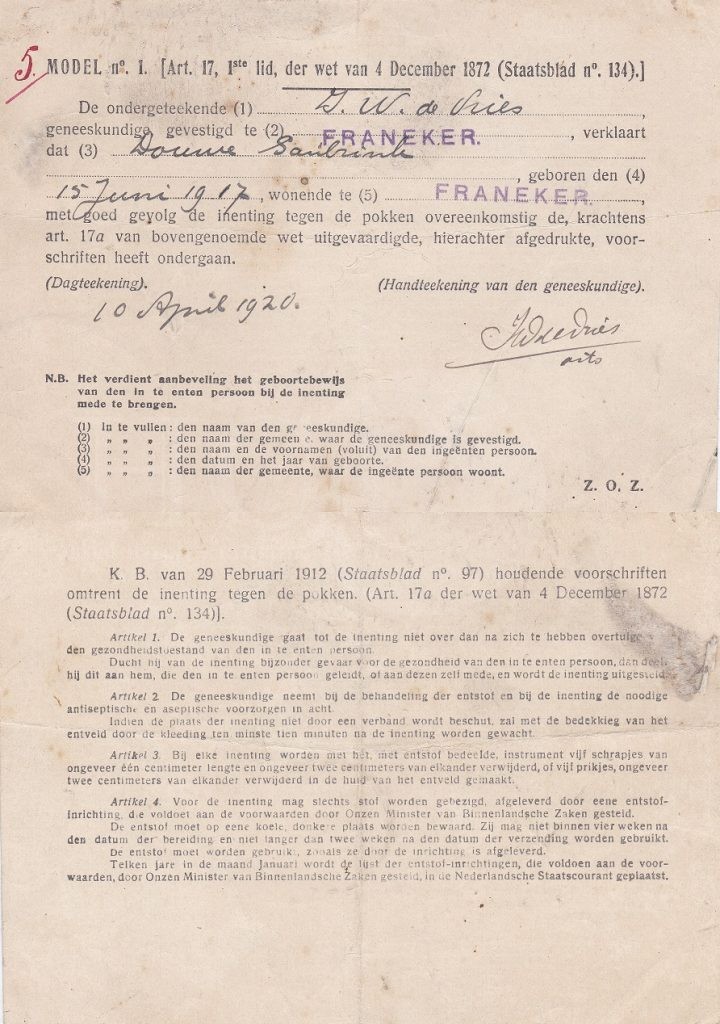 5.
MODEL nº. 1. [Art. 17, 1ste lid, der wet van 4 December 1872 (Staatsblad nº. 134).]
De ondergeteekende (1) J. W. de Vries,
geneeskundige, gevestigd te (2) FRANEKER., verklaart
dat (3) Douwe
, geboren den (4)
15 Juni 1917, wonende te (5) FRANEKER.,
met goed gevolg de inenting tegen de pokken overeenkomstig de, krachtens
art. 17a van bovengenoemde wet uitgevaardigde, hierachter afgedrukte, voor-
schriften heeft ondergaan.
(Dagteekening). (Handteekening van den geneeskundige).
10 April 1920.
JWdeVries
arts
N.B. Het verdient aanbeveling het geboortebewijs
van den in te enten persoon bij de inenting
mede te brengen.
(1) In te vullen : den naam van den geneeskundige.
(2) „ „ „ : den naam der gemeente waar de geneeskundige is gevestigd.
(3) „ „ „ : den naam en de voornamen (voluit) van den ingeënten persoon.
(4) „ „ „ : den datum en het jaar van geboorte.
(5) „ „ „ : den naam der gemeente, waar de ingeënte persoon woont.
Z. O. Z.
K. B. van 29 Februari 1912 (Staatsblad nº. 97) houdende voorschriften
omtrent de inenting tegen de pokken. (Art. 17a der wet van 4 December 1872
(Staatsblad nº. 134)].
Artikel 1. De geneeskundige gaat tot de inenting niet over dan na zich te hebben overtuigd
den gezondheidstoestand van den in te enten persoon.
Ducht hij van de inenting bijzonder gevaar voor de gezondheid van den in te enten persoon, dan deelt
hij dit aan hem, die den in te enten persoon geleidt, of aan dezen zelf mede, en wordt de inenting uitgesteld.
Artikel 2. De geneeskundige neemt bij de behandeling der entstof en bij de inenting de noodige
antiseptische en aseptische voorzorgen in acht.
Indien de plaats der inenting niet door een verband wordt beschut, zal met de bedekking van het
entveld door de kleeding ten minste tien minuten na de inenting worden gewacht.
Artikel 3. Bij elke inenting worden met het, met entstof bedeelde, instrument vijf schrapjes van
ongeveer één centimeter lengte en ongeveer twee centimeters van elkander verwijderd, of vijf prikjes, ongeveer
twee centimeters van elkander verwijderd in de huid van het entveld gemaakt.
Artikel 4. Voor de inenting mag slechts stof worden gebezigd, afgeleverd door eene entstof-
inrichting, die voldoet aan de voorwaarden door Onzen Minister van Binnenlandsche Zaken gesteld.
De entstof moet op eene koele, donkere plaats worden bewaard. Zij mag niet binnen vier weken na
den datum der bereiding en niet langer dan twee weken na den datum der verzending worden gebruikt.
De entstof moet worden gebruikt, zooals ze door de inrichting is afgeleverd.
Telken jare in de maand Januari wordt de lijst der entstof-inrichtingen, die voldoen aan de voor-
waarden, door Onzen Minister van Binnenlandsche Zaken gesteld, in de Nederlandsche Staatscourant geplaatst.